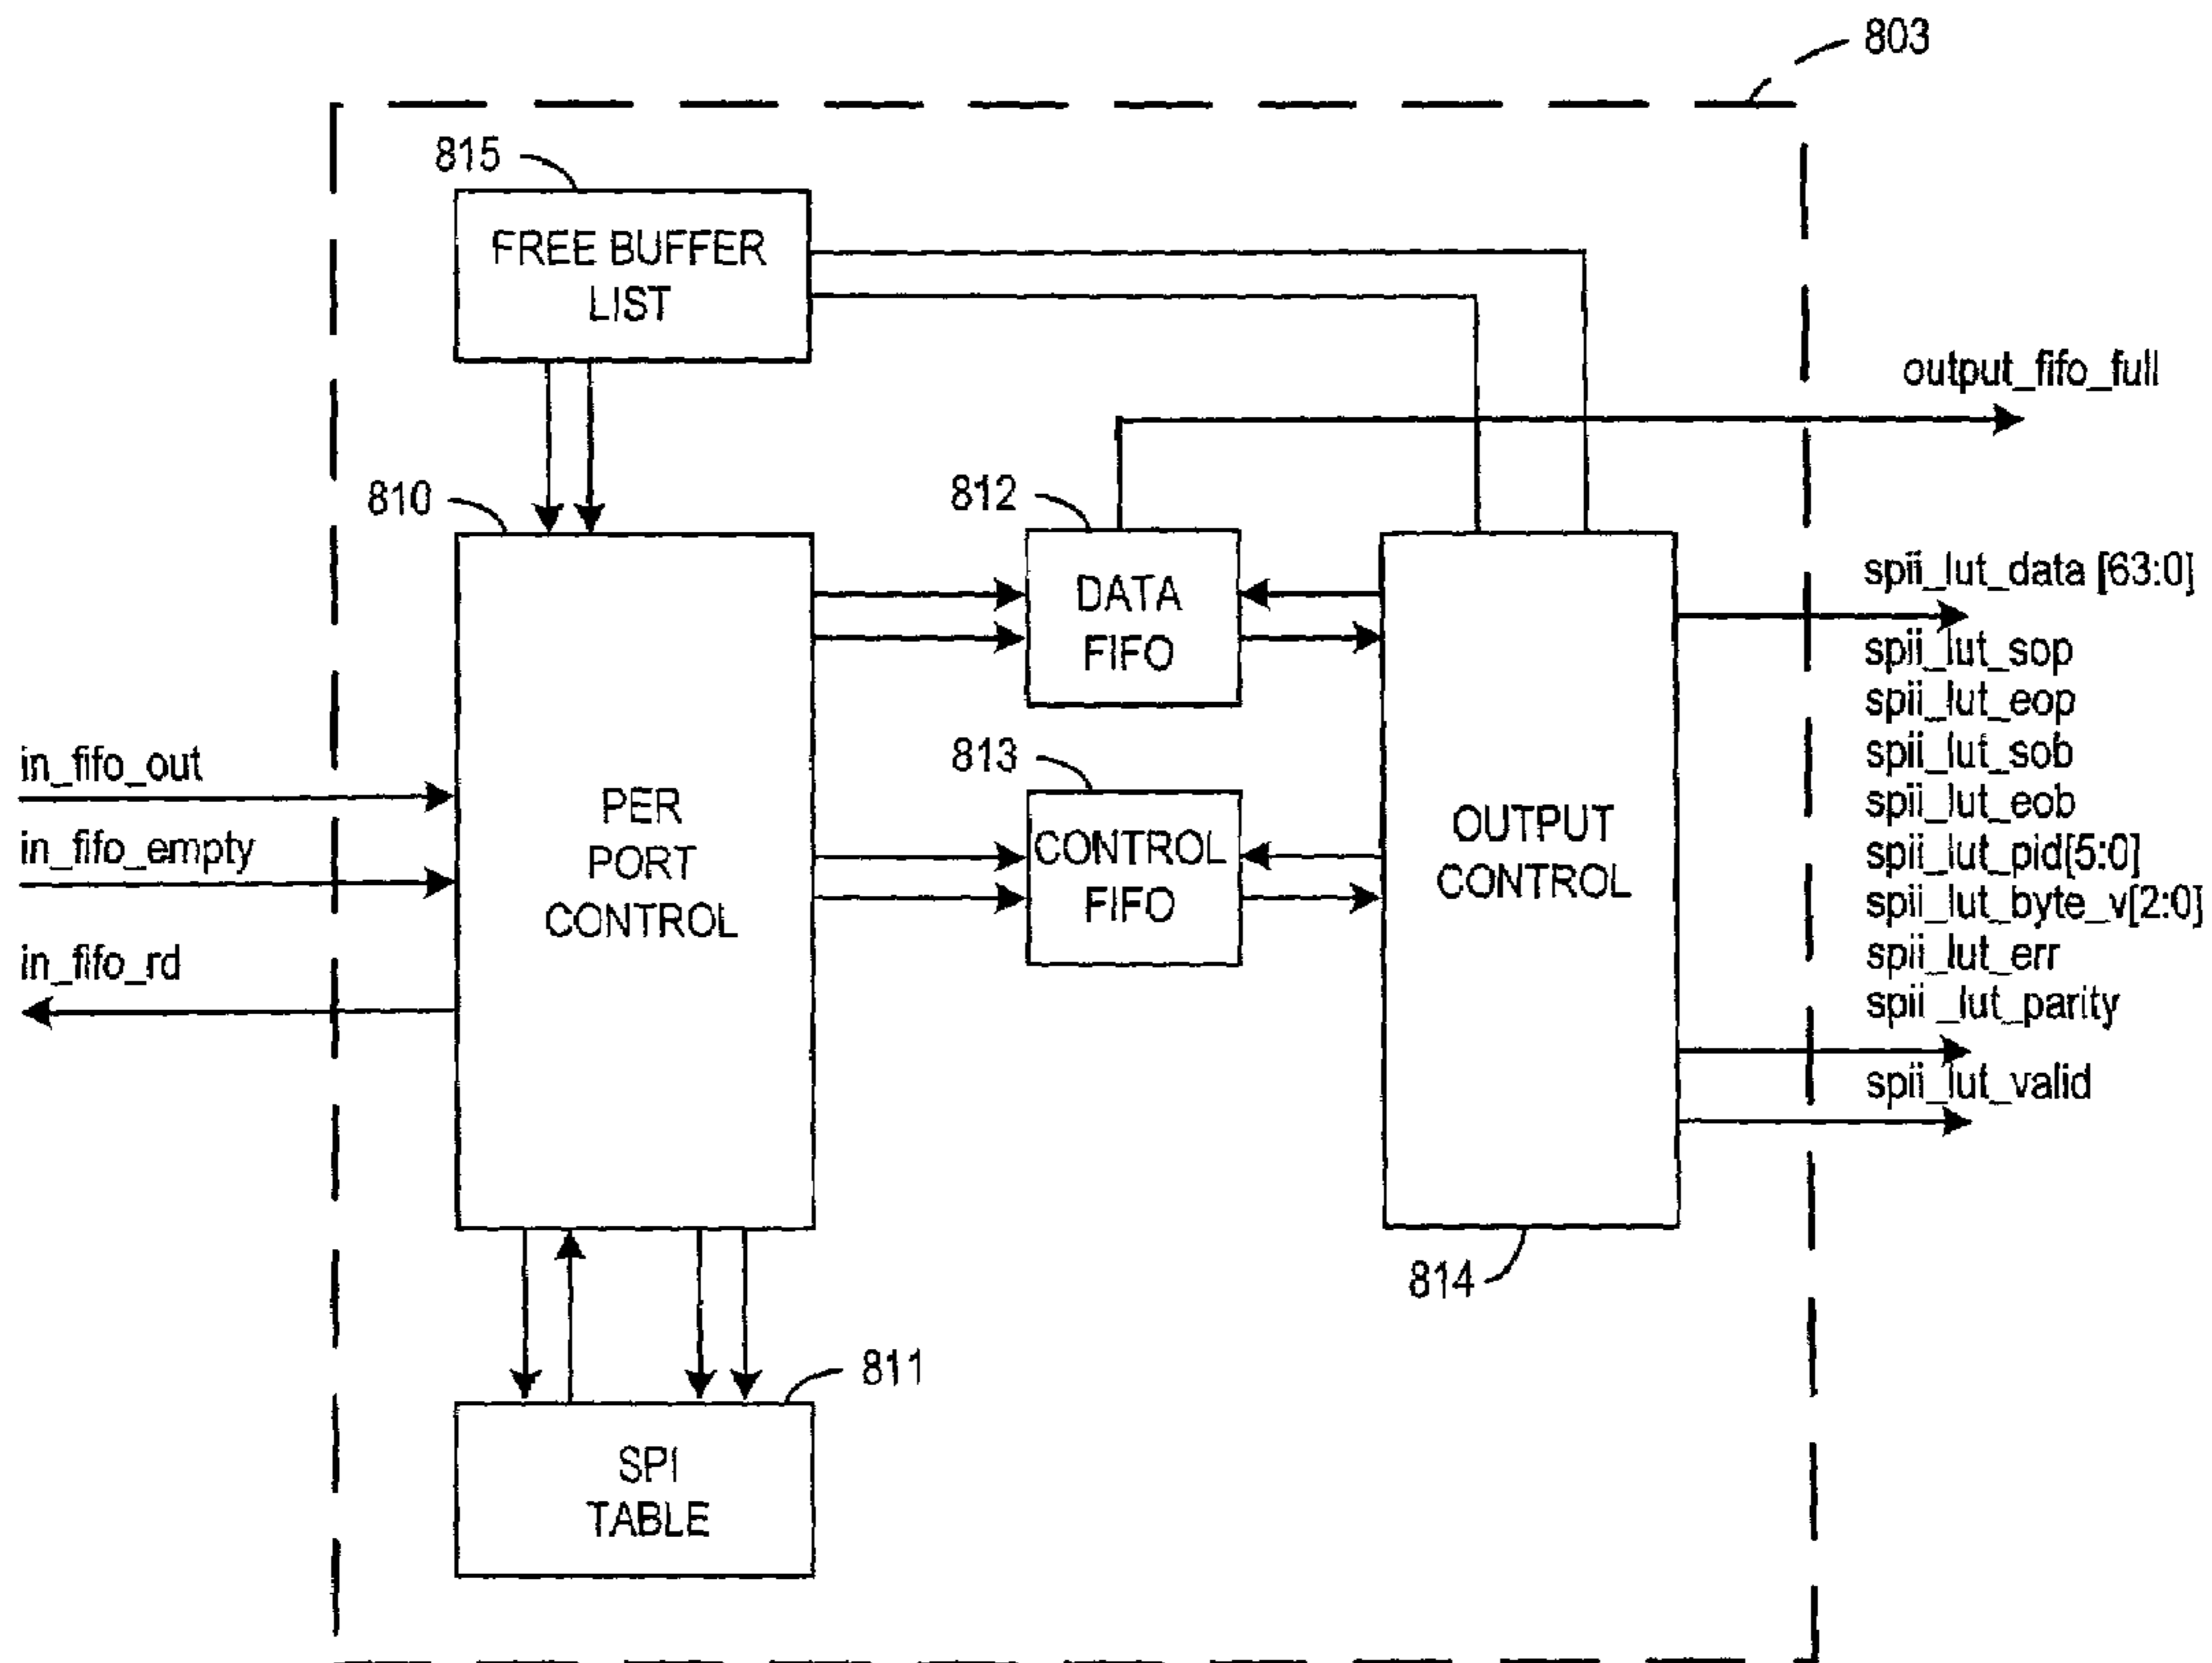 803
815
FREE BUFFER
LIST
output_fifo_full
810
812
DATA
FIFO
spii_lut_data [63:0]
spii_lut_sop
spii_lut_eop
spii_lut_sob
spii_lut_eob
spii_lut_pid[5:0]
spii_lut_byte_v[2:0]
spii_lut_err
spii _lut_parity
spii_lut_valid
in_fifo_out
in_fifo_empty
in_fifo_rd
PER
PORT
CONTROL
813
CONTROL
FIFO
OUTPUT
CONTROL
814
811
SPI
TABLE